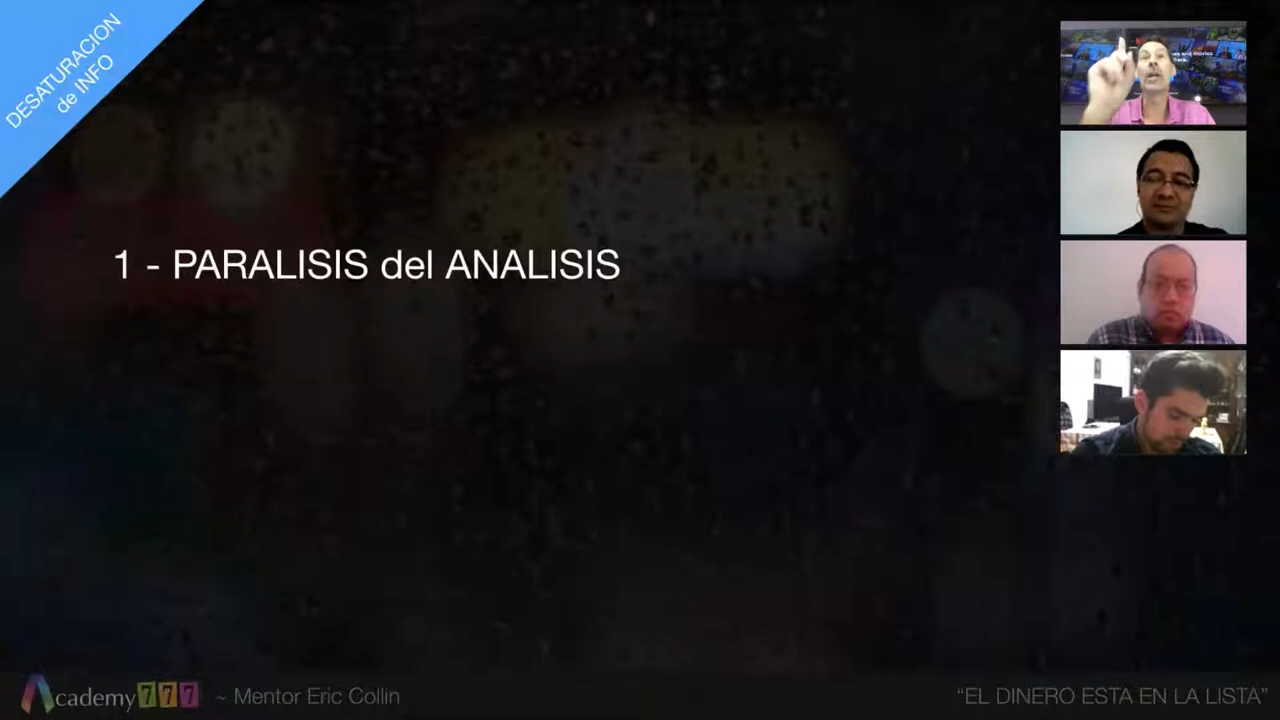 DESATURACION
de INFO
1 - PARALISIS del ANALISIS
Academy777 ~ Mentor Eric Collin
“EL DINERO ESTA EN LA LISTA”